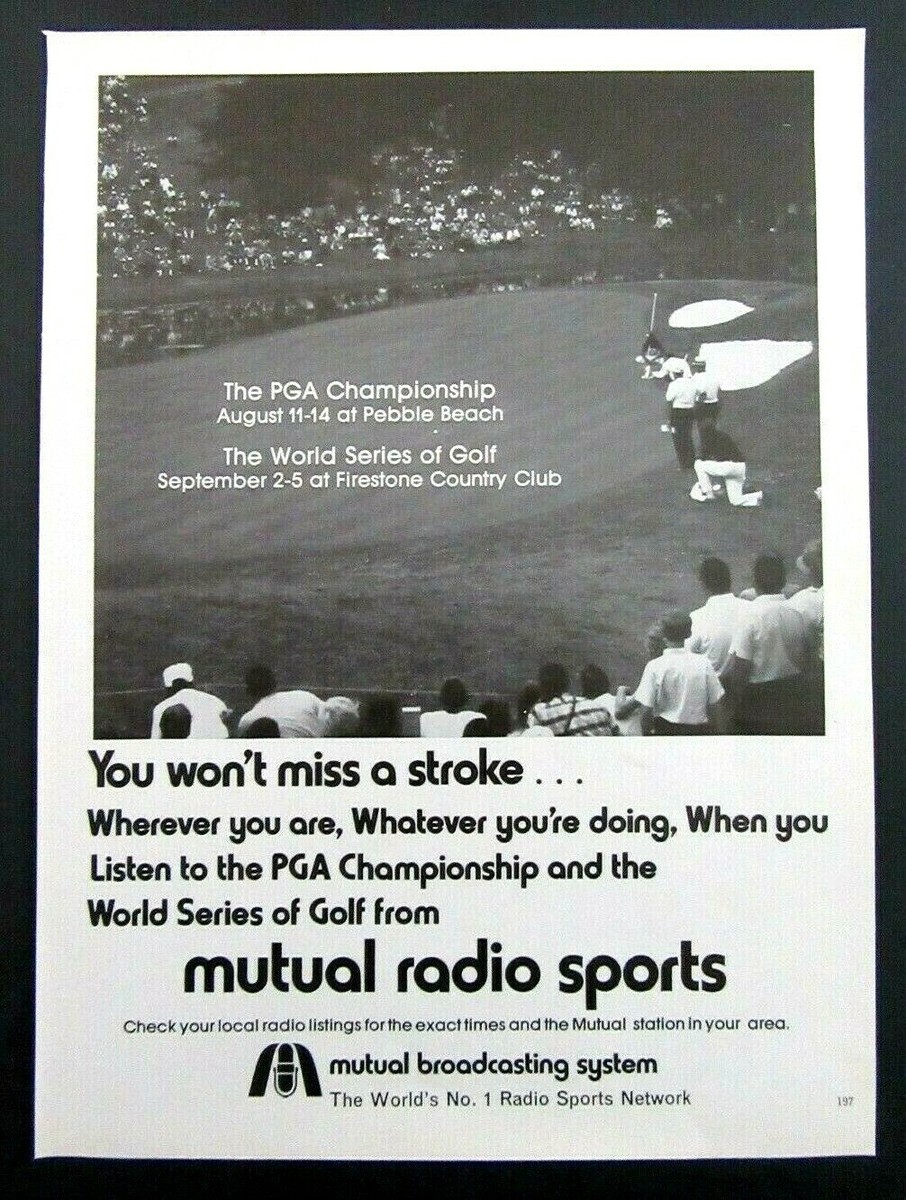 The PGA Championship
August 11-14 at Pebble Beach
The World Series of Golf
September 2-5 at Firestone Country Club
You won't miss a stroke . . .
Wherever you are, Whatever you're doing, When you
Listen to the PGA Championship and the
World Series of Golf from
mutual radio sports
Check your local radio listings for the exact times and the Mutual station in your area.
mutual broadcasting system
The World's No. 1 Radio Sports Network
197